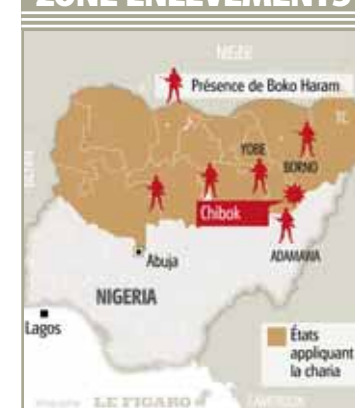 ZONE ENLÈVEMENTS
NIGER
Présence de Boko Haram
YOBE
BORNO
Chibok
ADAMAWA
Abuja
NIGERIA
Lagos
États
appliquant
la charia
LE FIGARO
CAMEROUN